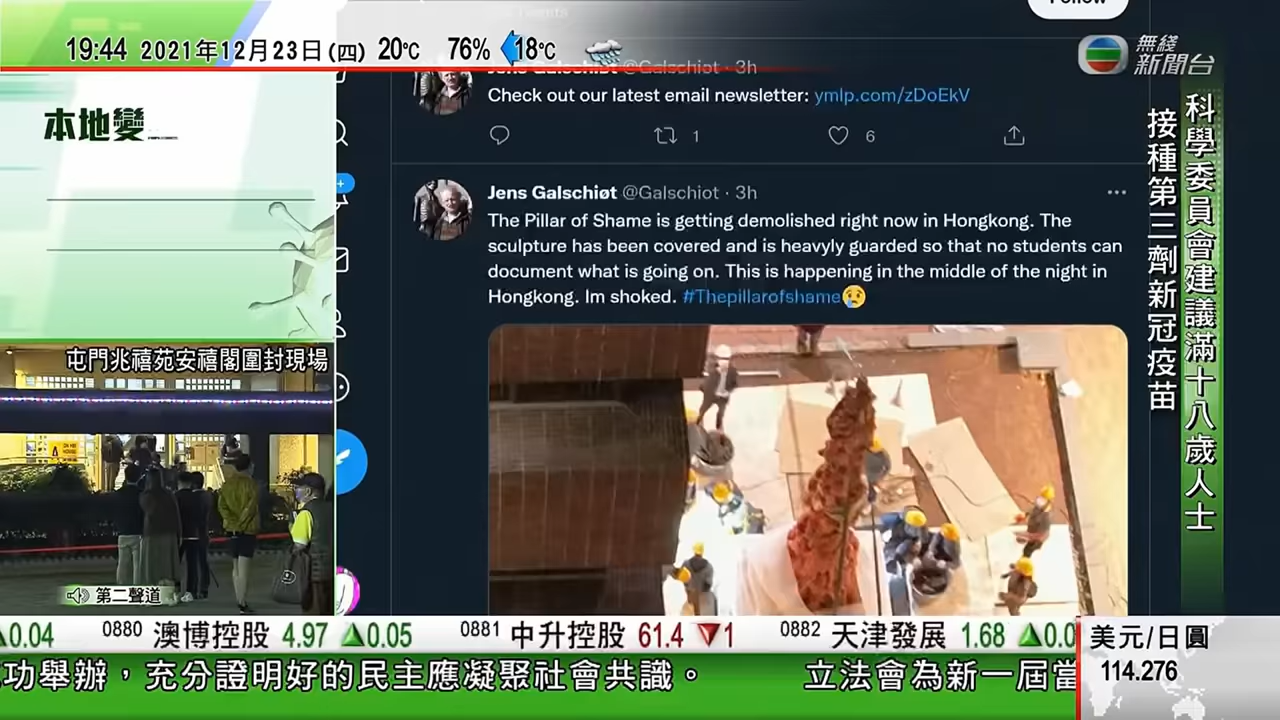 19:44 2021年12月23日(四) 20℃ 76% 18℃
無綫
新聞台
本地變
Follow
Jens Galschiøt @Galschiot · 3h
Check out our latest email newsletter: ymlp.com/zDoEkV
1 6
Jens Galschiøt @Galschiot · 3h
The Pillar of Shame is getting demolished right now in Hongkong. The
sculpture has been covered and is heavyly guarded so that no students can
document what is going on. This is happening in the middle of the night in
Hongkong. Im shoked. #Thepillarofshame😢
科學委員會建議滿十八歲人士
接種第三劑新冠疫苗
屯門兆禧苑安禧閣圍封現場
第二聲道
▲0.04 0880 澳博控股 4.97 ▲0.05 0881 中升控股 61.4 ▼1 0882 天津發展 1.68 ▲0.0
美元/日圓
114.276
功舉辦，充分證明好的民主應凝聚社會共識。 立法會為新一屆當